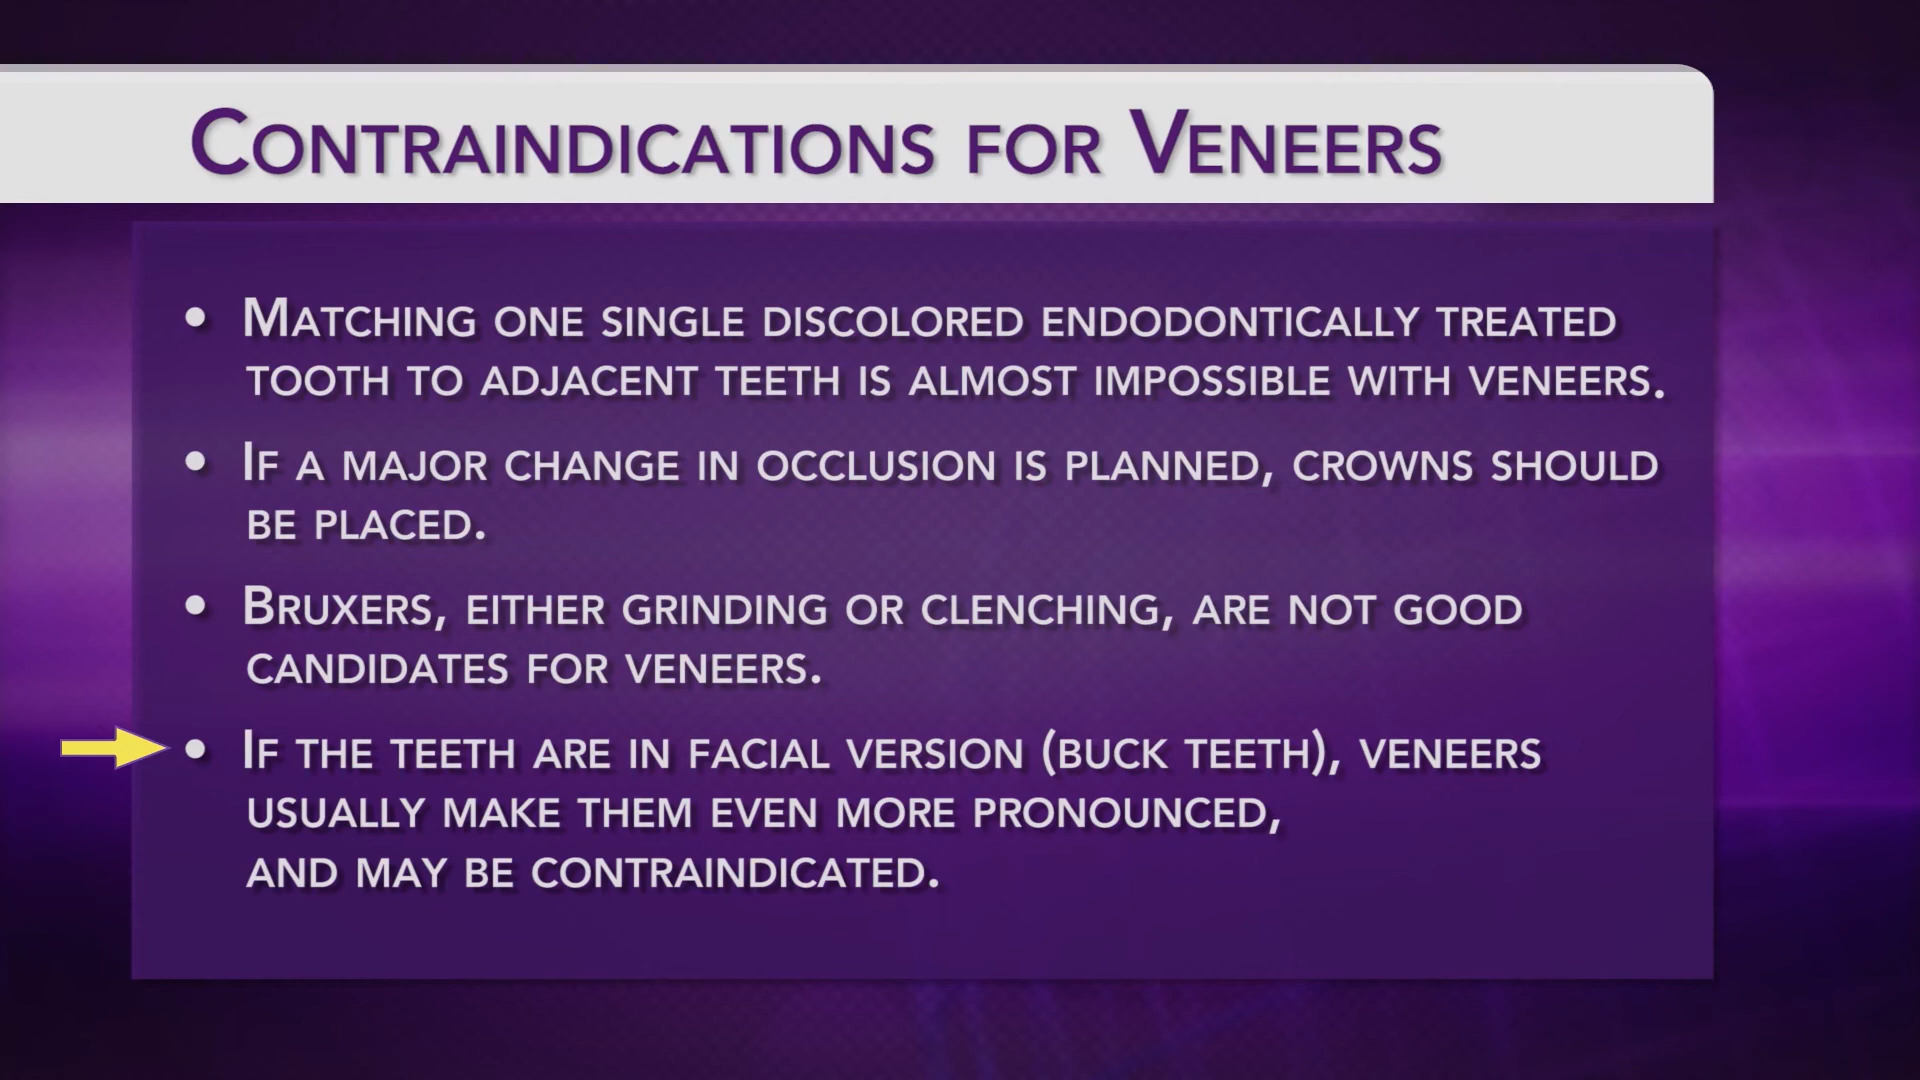 Contraindications for Veneers
• Matching one single discolored endodontically treated
tooth to adjacent teeth is almost impossible with veneers.
• If a major change in occlusion is planned, crowns should
be placed.
• Bruxers, either grinding or clenching, are not good
candidates for veneers.
• If the teeth are in facial version (buck teeth), veneers
usually make them even more pronounced,
and may be contraindicated.